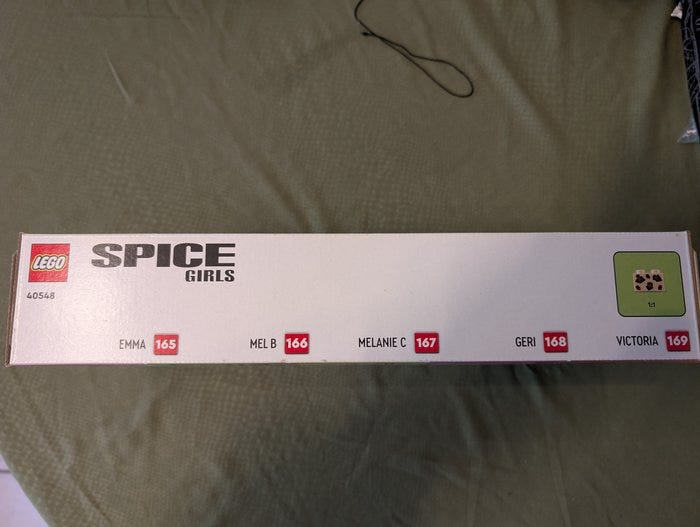 LEGO
SPICE
GIRLS
40548
1:1
EMMA 165 MEL B 166 MELANIE C 167 GERI 168 VICTORIA 169